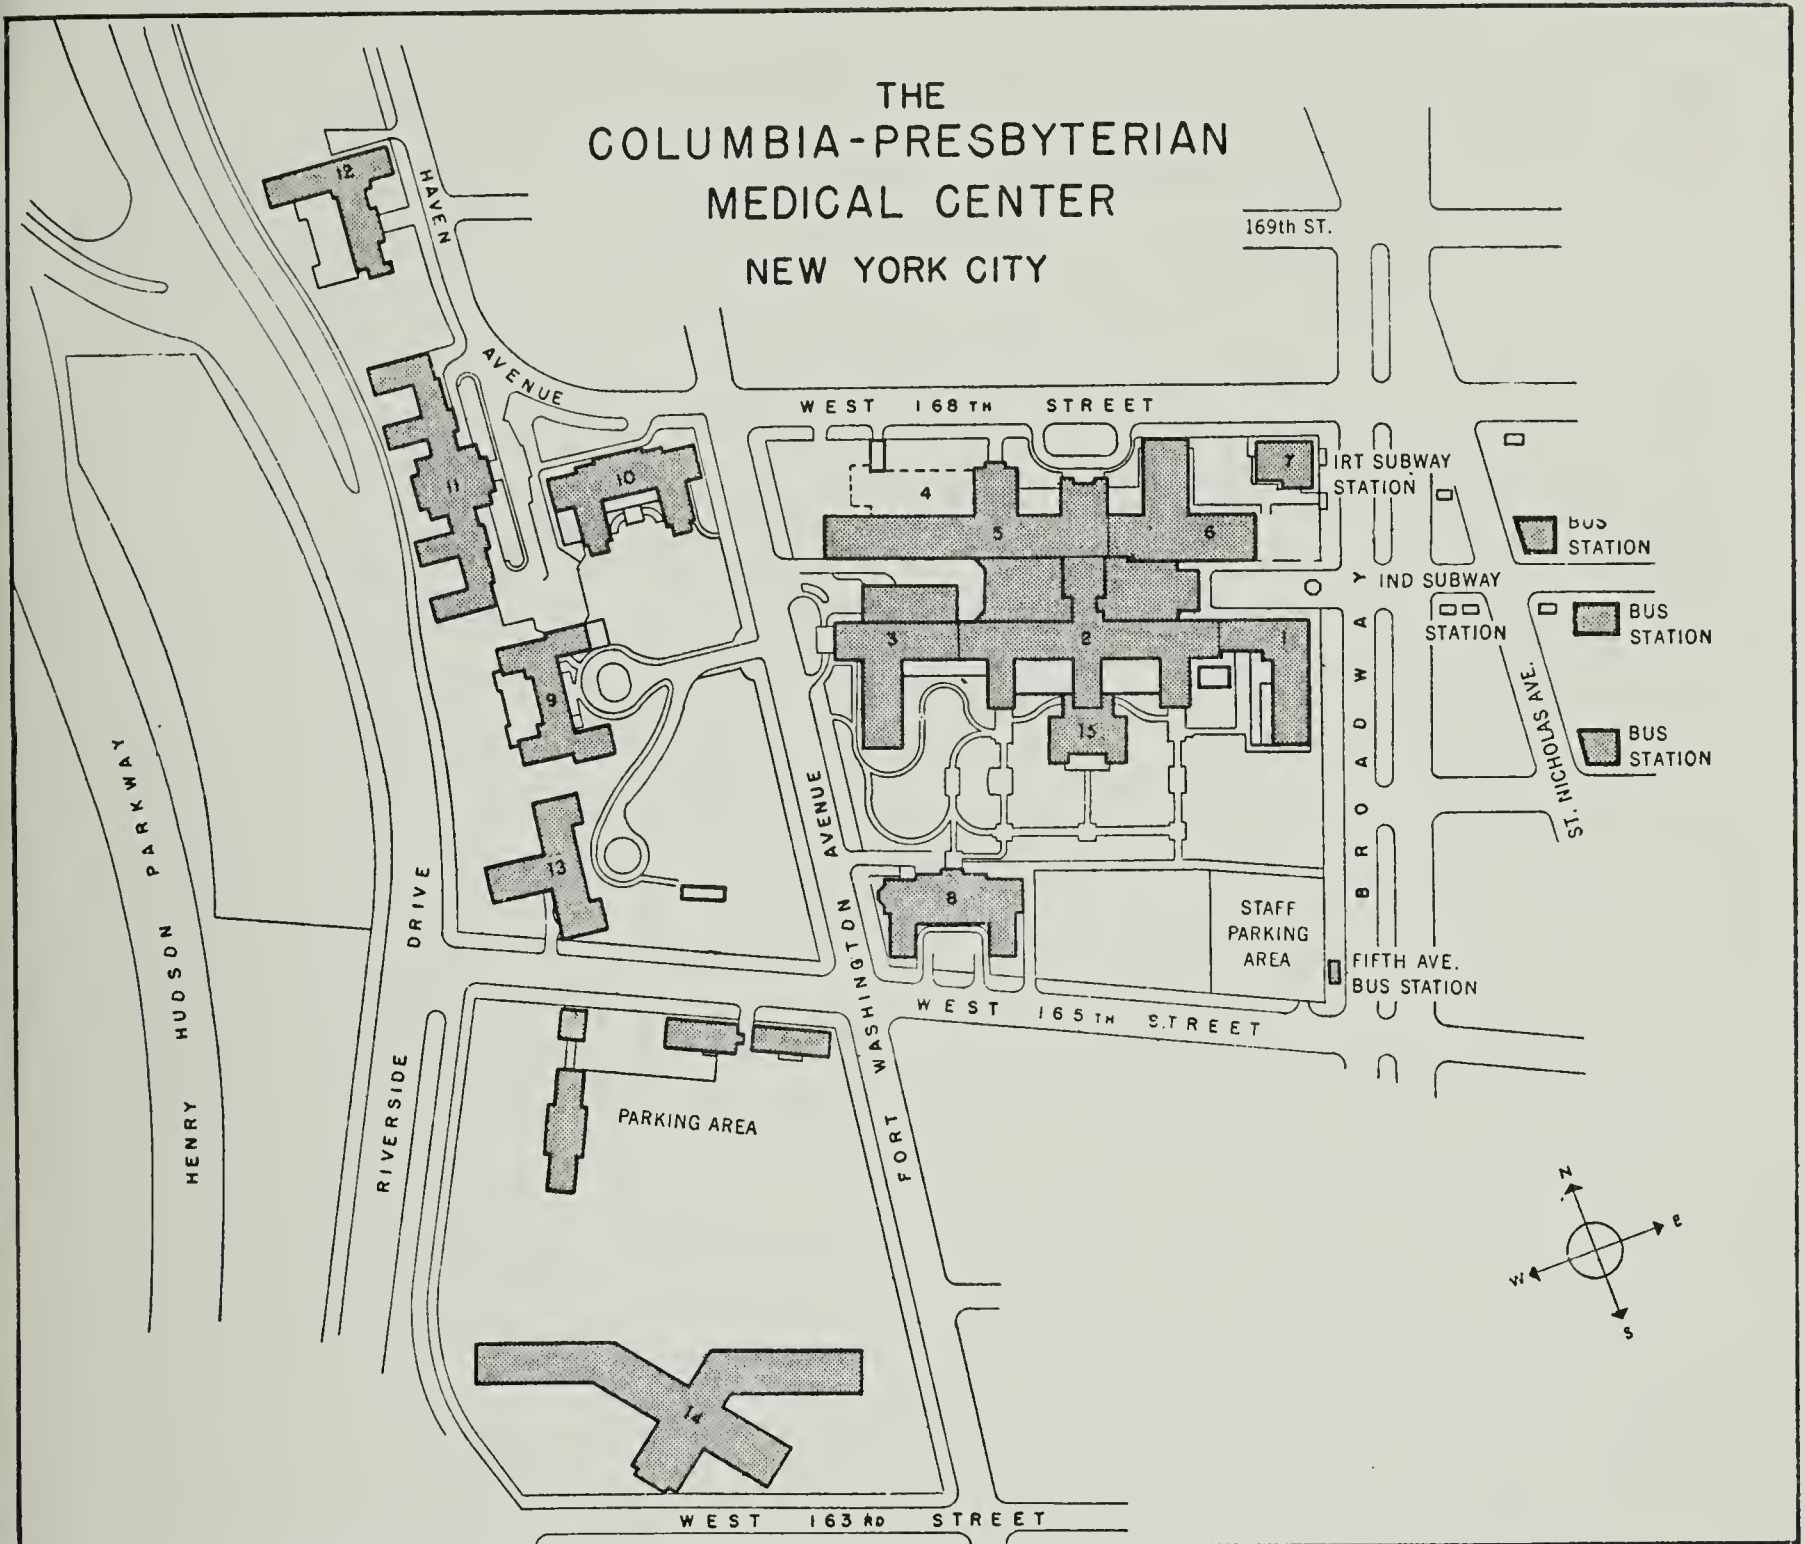 THE
COLUMBIA-PRESBYTERIAN
MEDICAL CENTER
NEW YORK CITY
169th ST.
HAVEN
AVENUE
WEST 168TH STREET
12
11
10
4
5
6
7
IRT SUBWAY
STATION
BUS
STATION
IND SUBWAY
STATION
BUS
STATION
BUS
STATION
ST. NICHOLAS AVE.
3
2
1
15
9
13
8
BROADWAY
STAFF
PARKING
AREA
FIFTH AVE.
BUS STATION
WEST 165TH STREET
FORT WASHINGTON AVENUE
HENRY HUDSON PARKWAY
RIVERSIDE DRIVE
PARKING AREA
14
N
E
W
S
WEST 163RD STREET